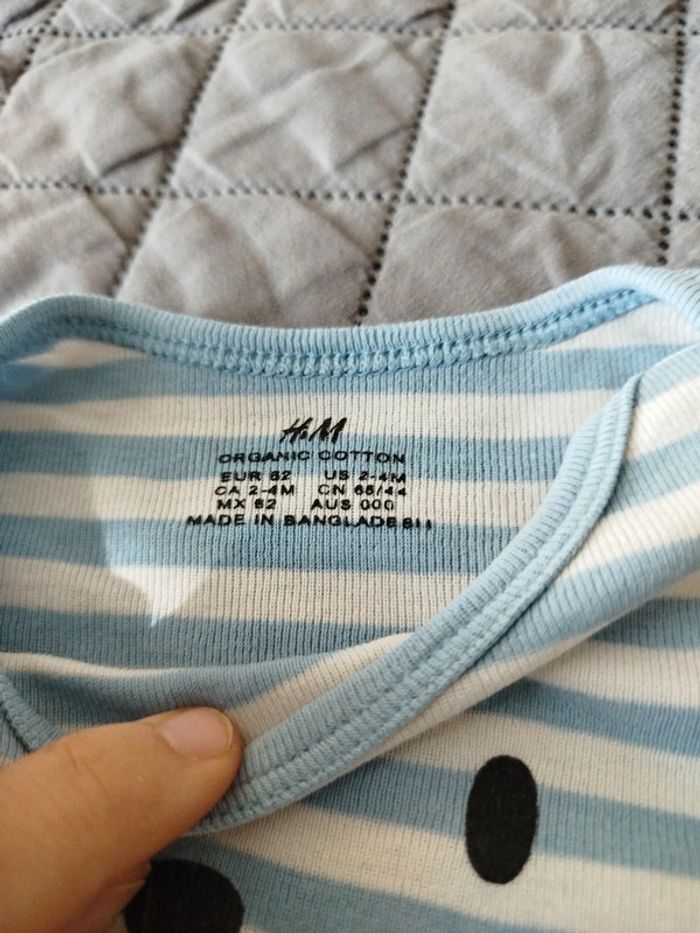 H&M
ORGANIC COTTON
EUR 62 US 2-4M
CA 2-4M CN 66/44
MX 62 AUS 000
MADE IN BANGLADESH